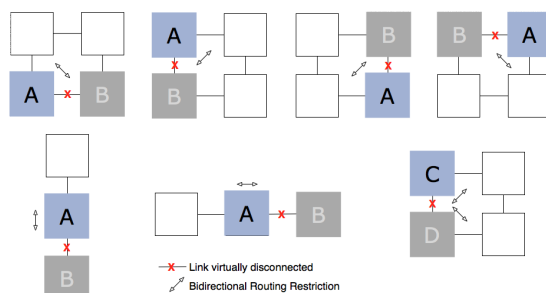 A B B A
A B A B
A C
A B
B D
X Link virtually disconnected
Bidirectional Routing Restriction